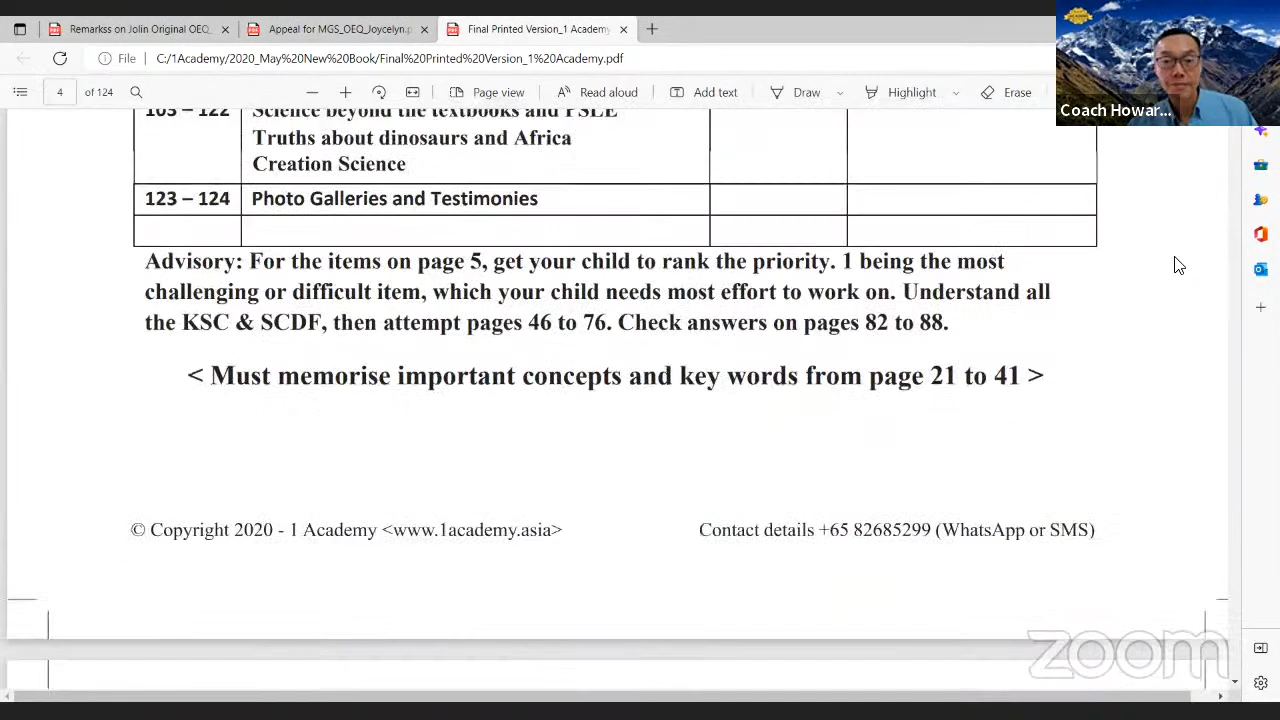 Remarkss on Jolin Original OEQ_
Appeal for MGS_OEQ_Joycelyn.p
Final Printed Version_1 Academy
File C:/1Academy/2020_May%20New%20Book/Final%20Printed%20Version_1%20Academy.pdf
4 of 124 Page view Read aloud Add text Draw Highlight Erase
Coach Howar...
103 – 122 Science beyond the textbooks and PSLE
Truths about dinosaurs and Africa
Creation Science
123 – 124 Photo Galleries and Testimonies
Advisory: For the items on page 5, get your child to rank the priority. 1 being the most
challenging or difficult item, which your child needs most effort to work on. Understand all
the KSC & SCDF, then attempt pages 46 to 76. Check answers on pages 82 to 88.
< Must memorise important concepts and key words from page 21 to 41 >
© Copyright 2020 - 1 Academy <www.1academy.asia> Contact details +65 82685299 (WhatsApp or SMS)
zoom